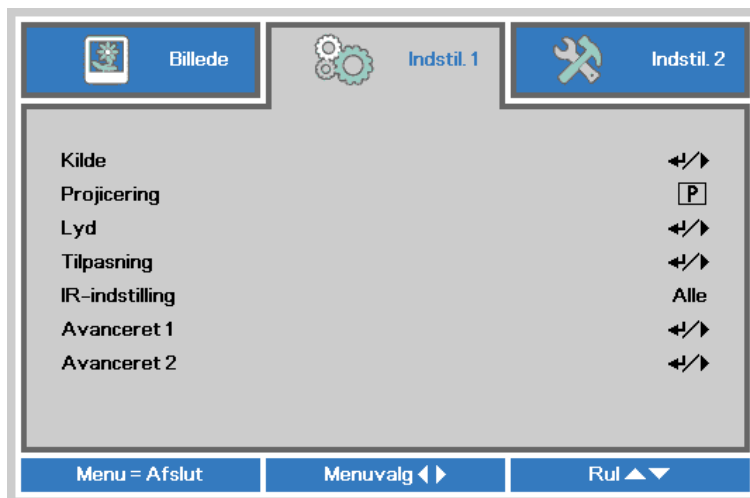 Billede Indstil. 1 Indstil. 2
Kilde
Projicering P
Lyd
Tilpasning
IR-indstilling Alle
Avanceret 1
Avanceret 2
Menu = Afslut Menuvalg Rul